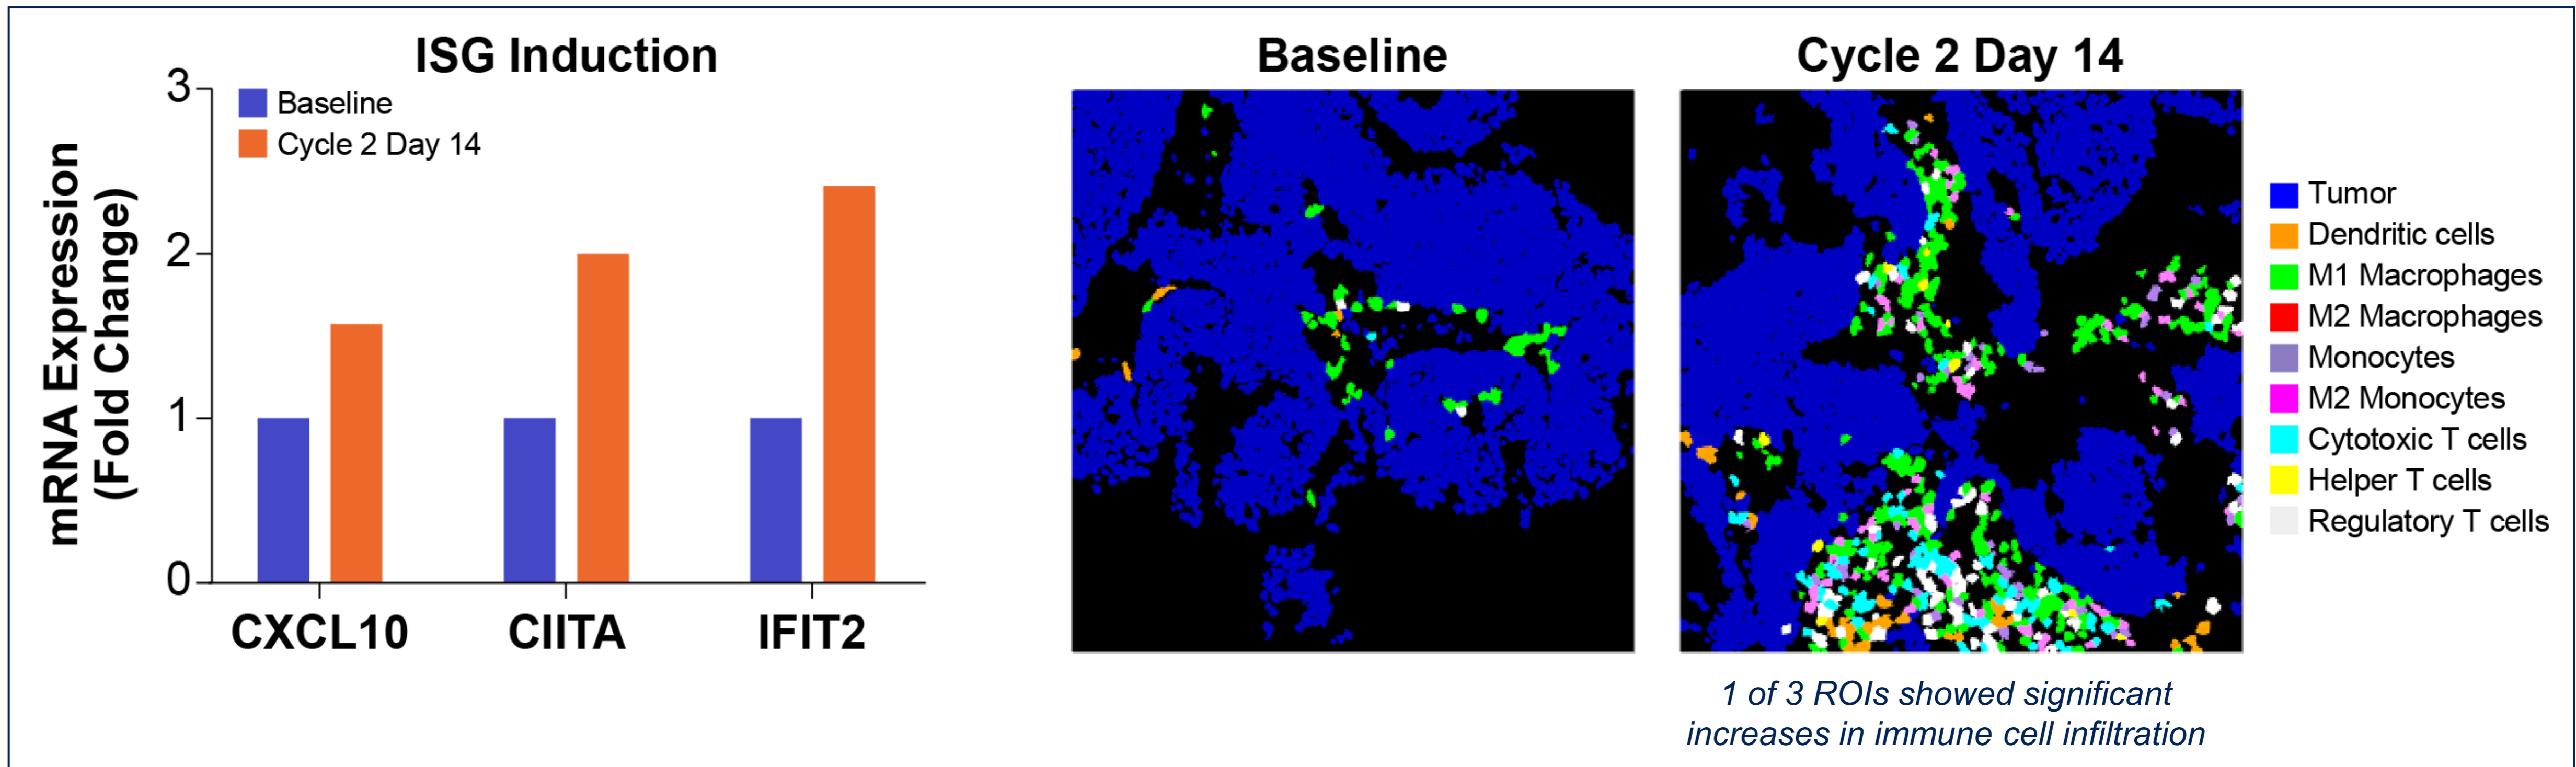 ISG Induction
mRNA Expression
(Fold Change)
3
2
1
0
Baseline
Cycle 2 Day 14
CXCL10
CIITA
IFIT2
Baseline
Cycle 2 Day 14
1 of 3 ROIs showed significant
increases in immune cell infiltration
Tumor
Dendritic cells
M1 Macrophages
M2 Macrophages
Monocytes
M2 Monocytes
Cytotoxic T cells
Helper T cells
Regulatory T cells